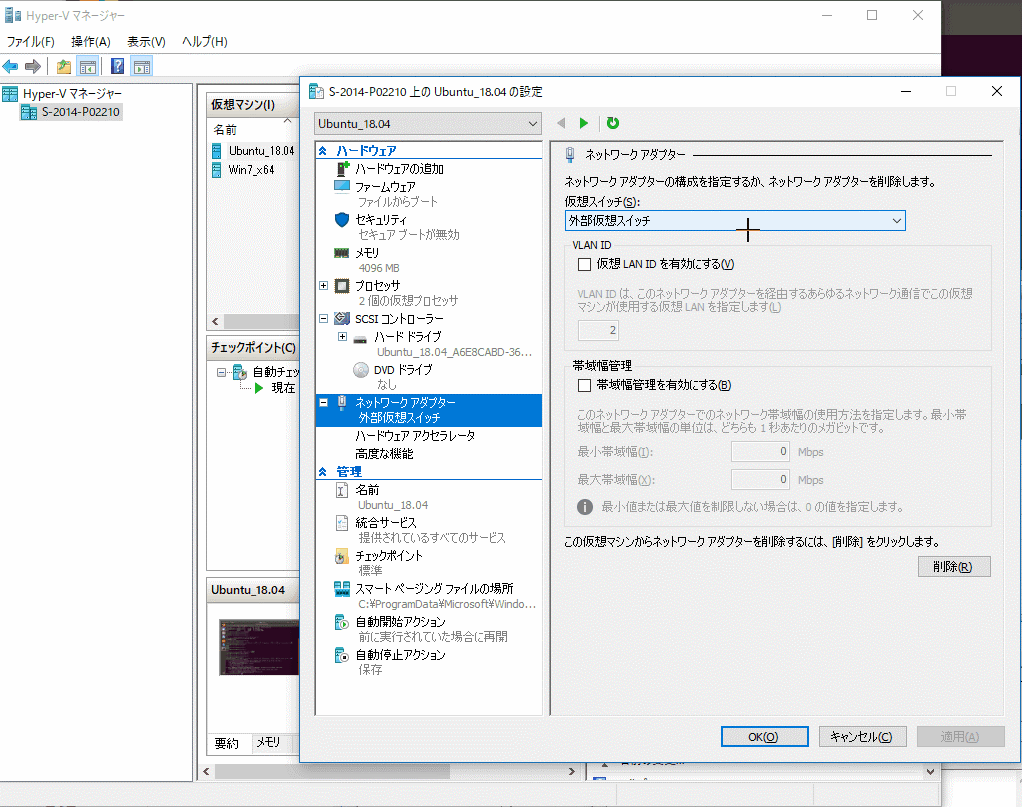 Hyper-V マネージャー
ファイル(F) 操作(A) 表示(V) ヘルプ(H)
Hyper-V マネージャー
S-2014-P02210
仮想マシン(I)
名前
Ubuntu_18.04
Win7_x64
チェックポイント(C)
自動チェッ
現在
Ubuntu_18.04
要約
メモリ
S-2014-P02210 上の Ubuntu_18.04 の設定
Ubuntu_18.04
ハードウェア
ハードウェアの追加
ファームウェア
ファイルからブート
セキュリティ
セキュア ブートが無効
メモリ
4096 MB
プロセッサ
2 個の仮想プロセッサ
SCSI コントローラー
ハード ドライブ
Ubuntu_18.04_A6E8CABD-36...
DVD ドライブ
なし
ネットワーク アダプター
外部仮想スイッチ
ハードウェア アクセラレータ
高度な機能
管理
名前
Ubuntu_18.04
統合サービス
提供されているすべてのサービス
チェックポイント
標準
スマート ページング ファイルの場所
C:¥ProgramData¥Microsoft¥Windo...
自動開始アクション
前に実行されていた場合に再開
自動停止アクション
保存
ネットワーク アダプター
ネットワーク アダプターの構成を指定するか、ネットワーク アダプターを削除します。
仮想スイッチ(S):
外部仮想スイッチ
VLAN ID
仮想 LAN ID を有効にする(V)
VLAN ID は、このネットワーク アダプターを経由するあらゆるネットワーク通信でこの仮想
マシンが使用する仮想 LAN を指定します(L)
2
帯域幅管理
帯域幅管理を有効にする(B)
このネットワーク アダプターでのネットワーク帯域幅の使用方法を指定します。最小帯
域幅と最大帯域幅の単位は、どちらも 1 秒あたりのメガビットです。
最小帯域幅(I): 0 Mbps
最大帯域幅(X): 0 Mbps
最小値または最大値を制限しない場合は、0 の値を指定します。
この仮想マシンからネットワーク アダプターを削除するには、[削除] をクリックします。
削除(R)
OK(O) キャンセル(C) 適用(A)